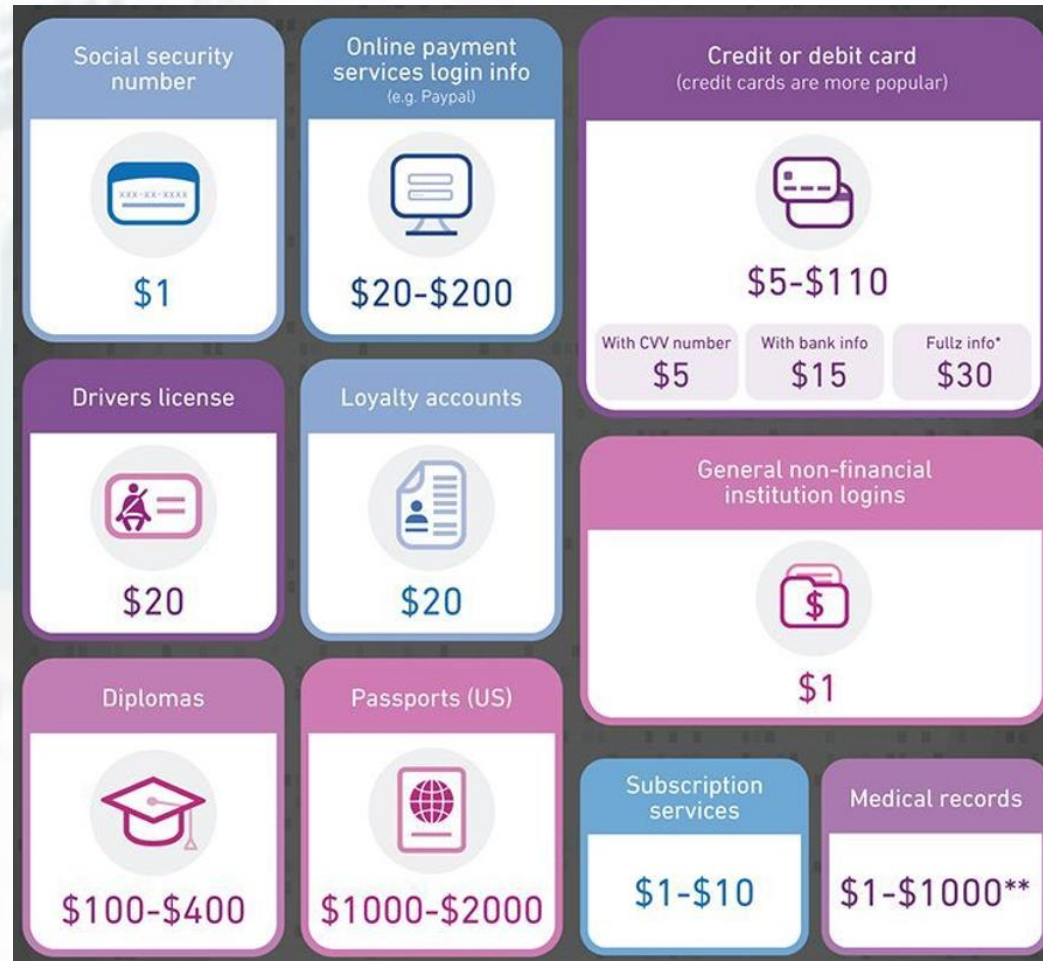 Social security
number
XXX-XX-XXXX
$1
Online payment
services login info
(e.g. Paypal)
$20-$200
Credit or debit card
(credit cards are more popular)
$5-$110
With CVV number
$5
With bank info
$15
Fullz info*
$30
Drivers license
$20
Loyalty accounts
$20
General non-financial
institution logins
$
$1
Diplomas
$100-$400
Passports (US)
$1000-$2000
Subscription
services
$1-$10
Medical records
$1-$1000**